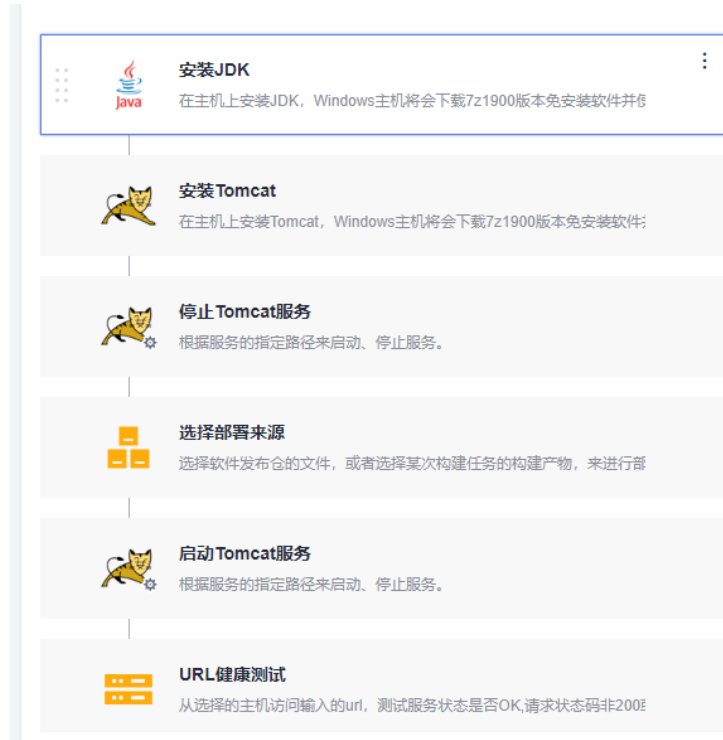 安装JDK
Java
在主机上安装JDK，Windows主机将会下载7z1900版本免安装软件并
安装Tomcat
在主机上安装Tomcat，Windows主机将会下载7z1900版本免安装软件
停止Tomcat服务
根据服务的指定路径来启动、停止服务。
选择部署来源
选择软件发布仓的文件，或者选择某次构建任务的构建产物，来进行部
启动Tomcat服务
根据服务的指定路径来启动、停止服务。
URL健康测试
从选择的主机访问输入的url，测试服务状态是否OK,请求状态码非200